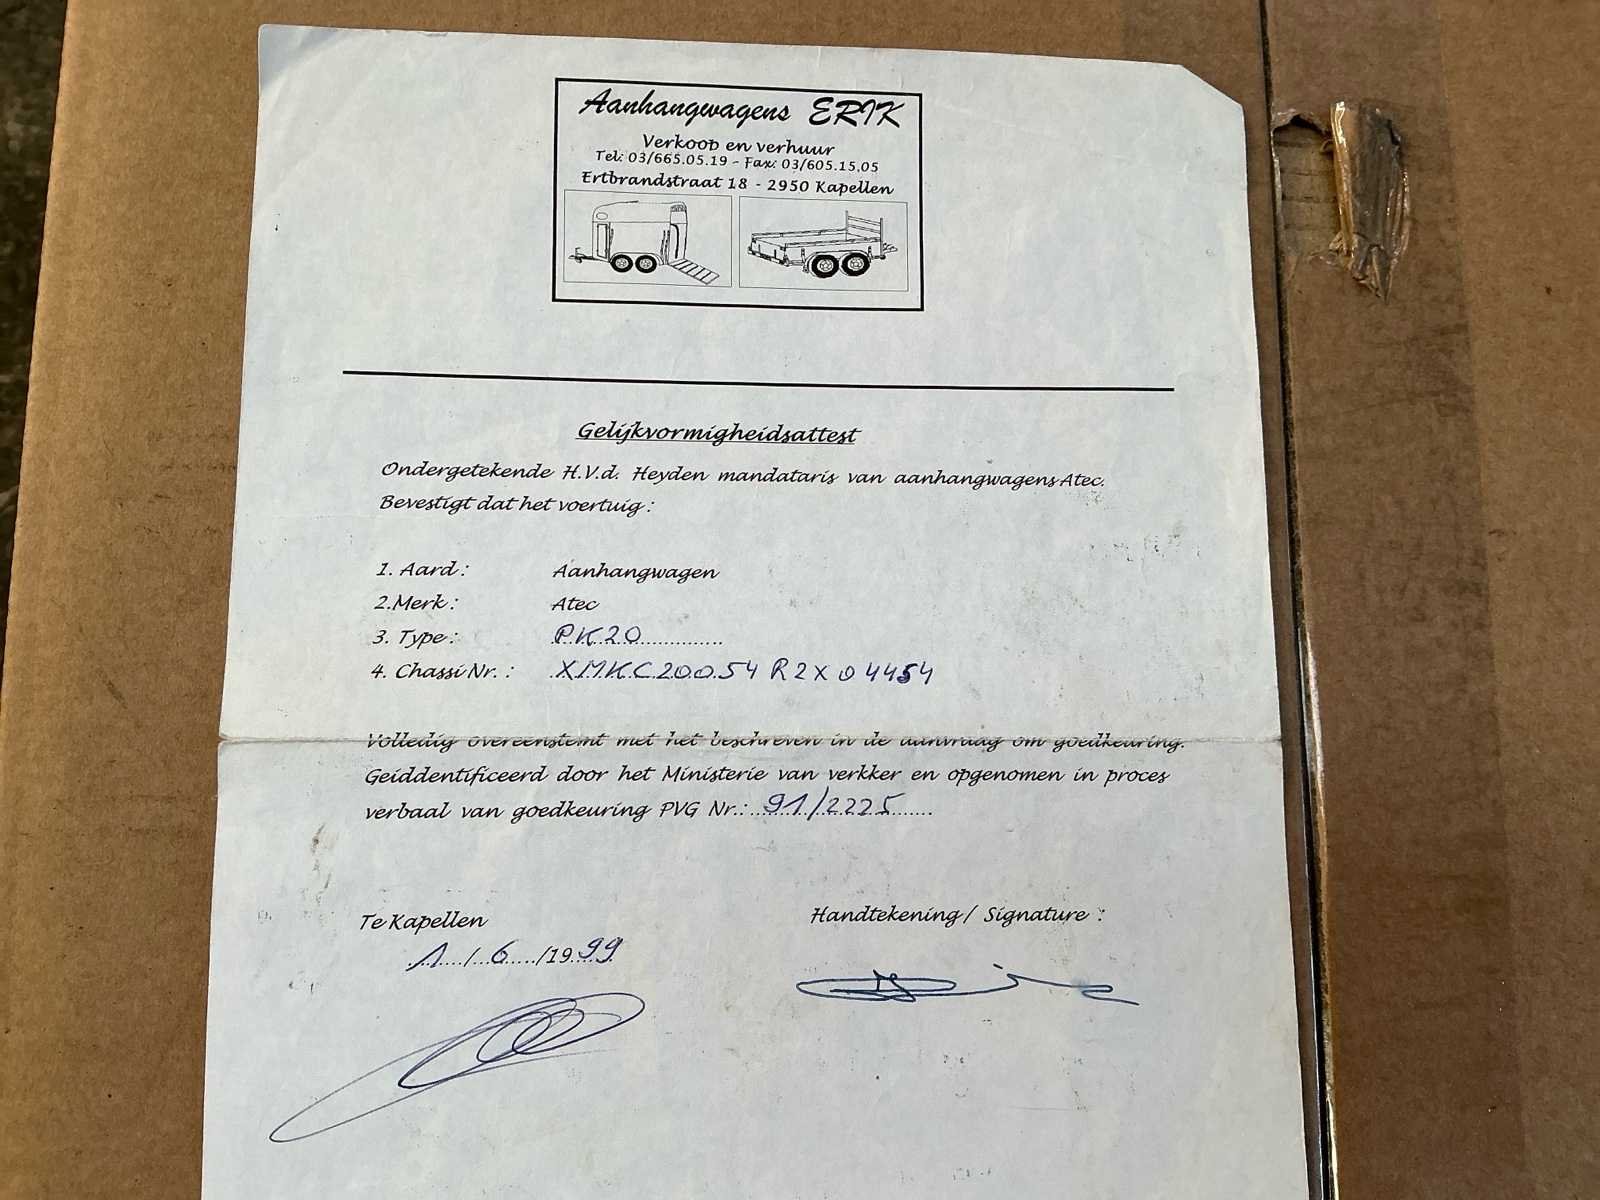 Aanhangwagens ERIK
Verkoop en verhuur
Tel: 03/665.05.19 - Fax: 03/605.15.05
Ertbrandstraat 18 - 2950 Kapellen
Gelijkvormigheidsattest
Ondergetekende H.V.d. Heyden mandataris van aanhangwagens Atec.
Bevestigt dat het voertuig :
1. Aard : Aanhangwagen
2.Merk : Atec
3. Type : PK20
4. Chassi Nr. : XMKC20054R2X04454
Volledig overeenstemt met het beschreven in de aanvraag om goedkeuring.
Geiddentificeerd door het Ministerie van verkker en opgenomen in proces
verbaal van goedkeuring PVG Nr.: 91/2225
Te Kapellen Handtekening / Signature :
1 / 6 /1999